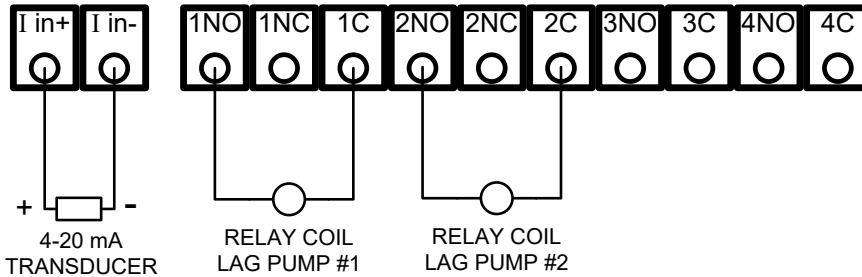 I in+ I in- 1NO 1NC 1C 2NO 2NC 2C 3NO 3C 4NO 4C
+ -
4-20 mA
TRANSDUCER
RELAY COIL
LAG PUMP #1
RELAY COIL
LAG PUMP #2